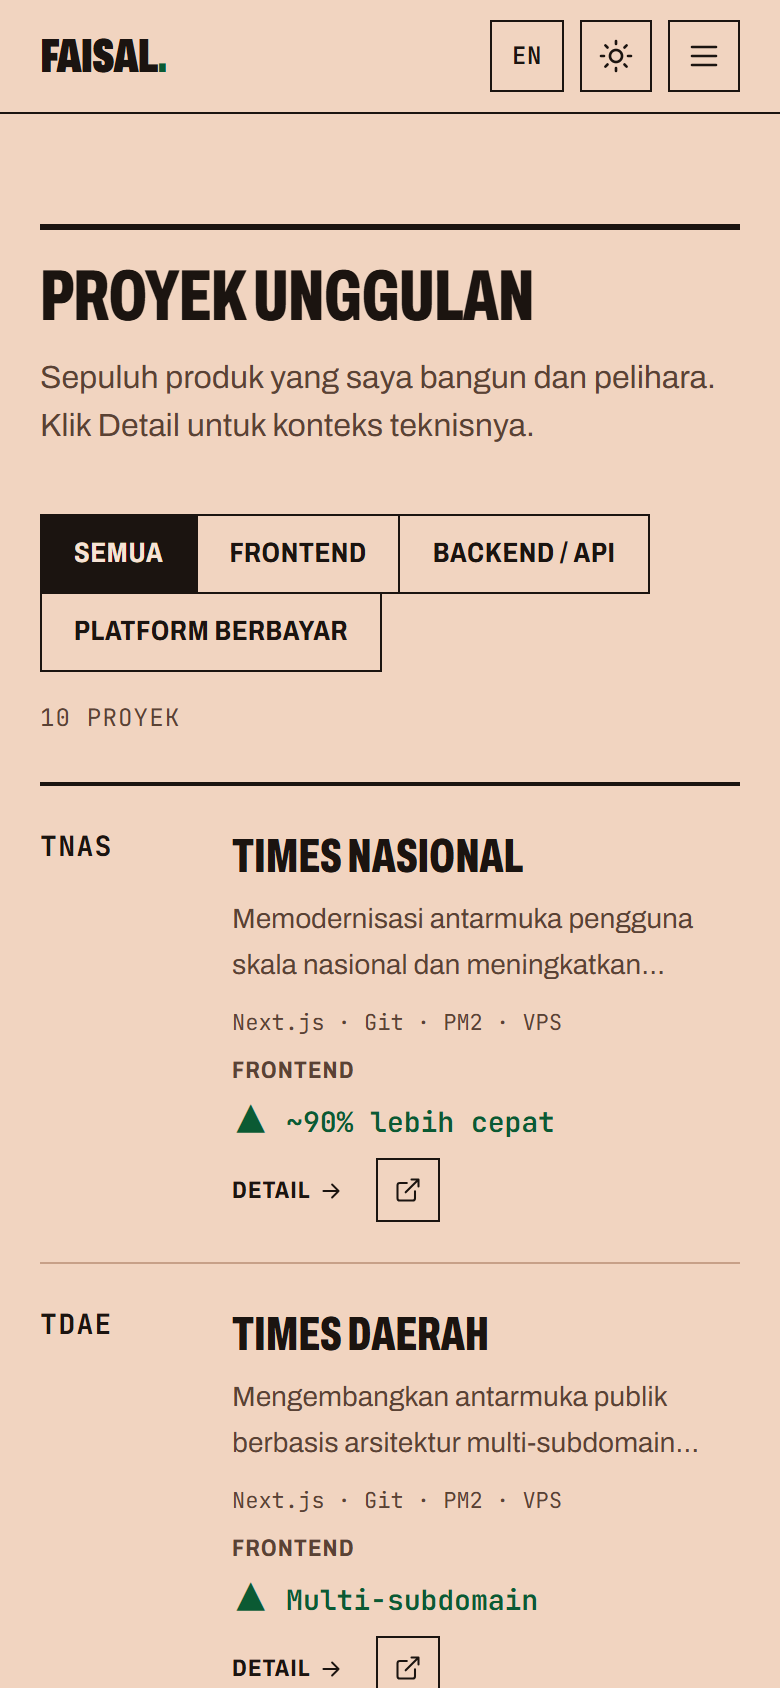 FAISAL.
EN
PROYEK UNGGULAN
Sepuluh produk yang saya bangun dan pelihara.
Klik Detail untuk konteks teknisnya.
SEMUA
FRONTEND
BACKEND / API
PLATFORM BERBAYAR
10 PROYEK
TNAS
TIMES NASIONAL
Memodernisasi antarmuka pengguna
skala nasional dan meningkatkan...
Next.js · Git · PM2 · VPS
FRONTEND
▲ ~90% lebih cepat
DETAIL →
TDAE
TIMES DAERAH
Mengembangkan antarmuka publik
berbasis arsitektur multi-subdomain...
Next.js · Git · PM2 · VPS
FRONTEND
▲ Multi-subdomain
DETAIL →